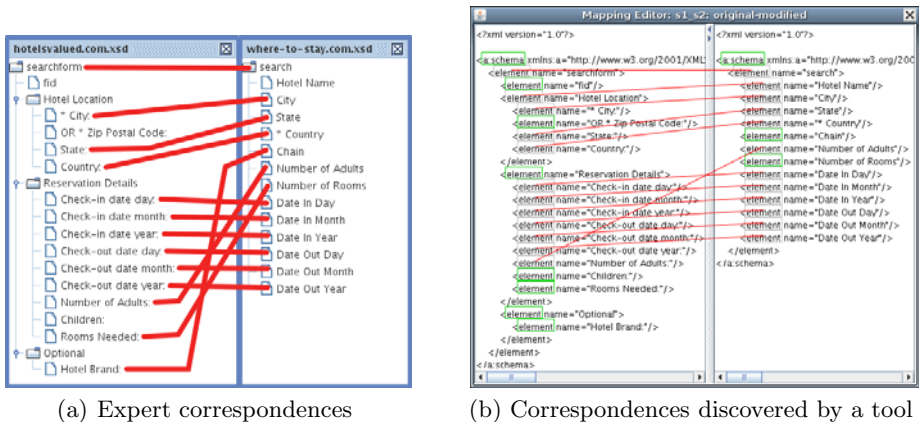 hotelsvalued.com.xsd
searchform
fid
Hotel Location
* City:
OR * Zip Postal Code:
State:
Country:
Reservation Details
Check-in date day:
Check-in date month:
Check-in date year:
Check-out date day:
Check-out date month:
Check-out date year:
Number of Adults:
Children:
Rooms Needed:
Optional
Hotel Brand:
where-to-stay.com.xsd
search
Hotel Name
City
State
* Country
Chain
Number of Adults
Number of Rooms
Date In Day
Date In Month
Date In Year
Date Out Day
Date Out Month
Date Out Year
(a) Expert correspondences
Mapping Editor: s1_s2: original-modified
<?xml version="1.0"?>
<a:schema xmlns:a="http://www.w3.org/2001/XML
<element name="searchform">
<element name="fid"/>
<element name="Hotel Location">
<element name="* City:"/>
<element name="OR * Zip Postal Code:"/>
<element name="State:"/>
<element name="Country:"/>
</element>
<element name="Reservation Details">
<element name="Check-in date day:"/>
<element name="Check-in date month:"/>
<element name="Check-in date year:"/>
<element name="Check-out date day:"/>
<element name="Check-out date month:"/>
<element name="Check-out date year:"/>
<element name="Number of Adults:"/>
<element name="Children:"/>
<element name="Rooms Needed:"/>
</element>
<element name="Optional">
<element name="Hotel Brand:"/>
</element>
</element>
</a:schema>
<?xml version="1.0"?>
<a:schema xmlns:a="http://www.w3.org/200
<element name="search">
<element name="Hotel Name"/>
<element name="City"/>
<element name="State"/>
<element name="* Country"/>
<element name="Chain"/>
<element name="Number of Adults"/>
<element name="Number of Rooms"/>
<element name="Date In Day"/>
<element name="Date In Month"/>
<element name="Date In Year"/>
<element name="Date Out Day"/>
<element name="Date Out Month"/>
<element name="Date Out Year"/>
</element>
</a:schema>
(b) Correspondences discovered by a tool